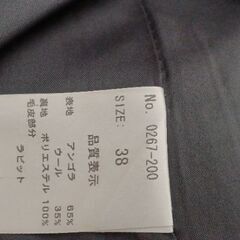 No. 0267-200
SIZE: 38
品質表示
表地 アンゴラ 65%
ウール 35%
裏地 ポリエステル 100%
毛皮部分
ラビット